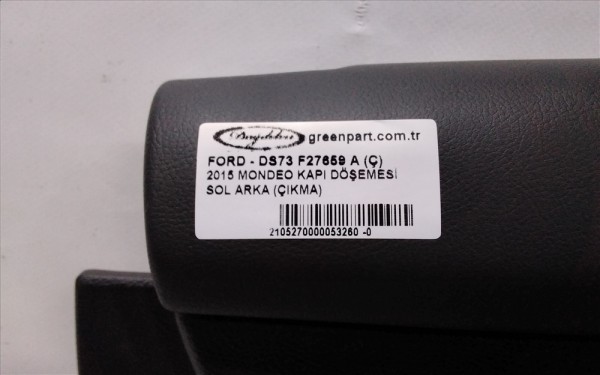 greenpart.com.tr
FORD - DS73 F27659 A (Ç)
2015 MONDEO KAPI DÖŞEMESİ
SOL ARKA (ÇIKMA)
2105270000053260 -0